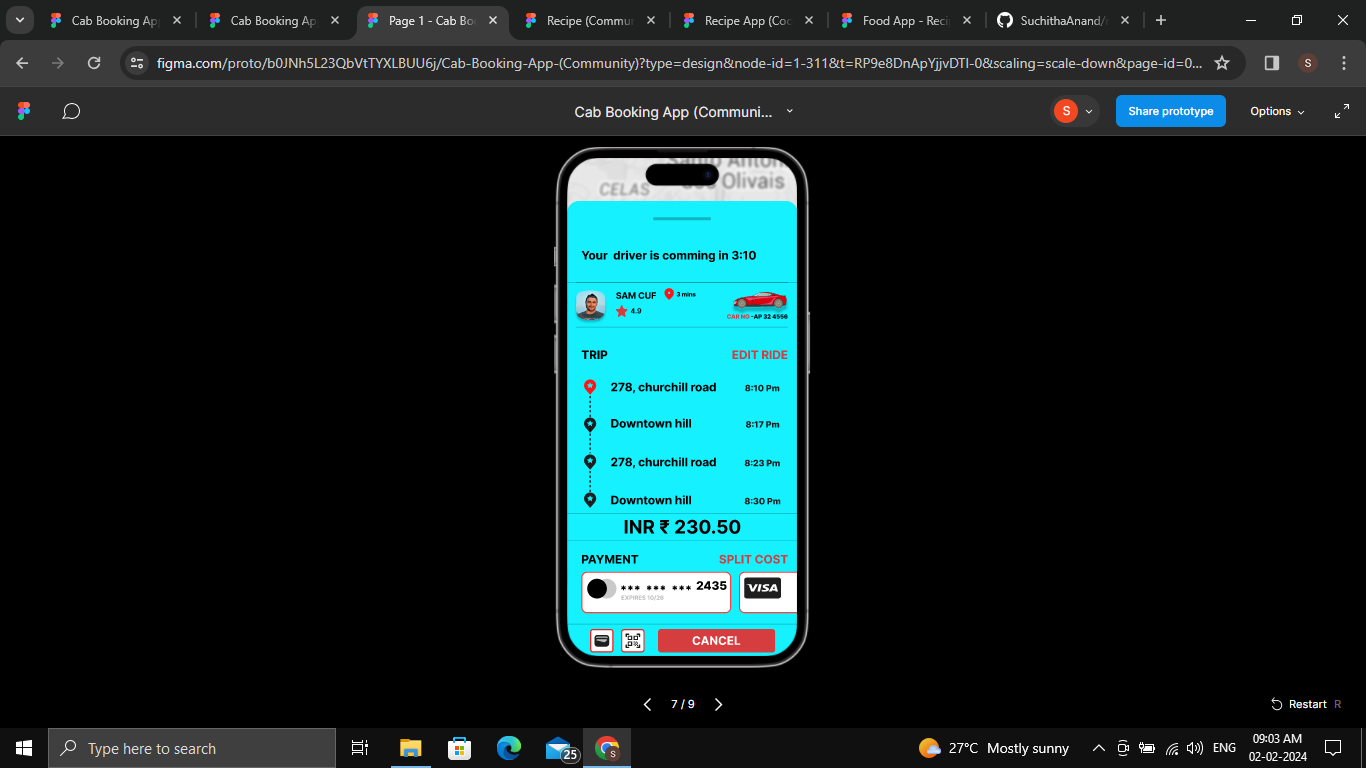 Cab Booking Ap
Cab Booking Ap
Page 1 - Cab Bo
Recipe (Commu
Recipe App (Coo
Food App - Reci
SuchithaAnand/r
figma.com/proto/b0JNh5L23QbVtTYXLBUU6j/Cab-Booking-App-(Community)?type=design&node-id=1-311&t=RP9e8DnApYjjvDTI-0&scaling=scale-down&page-id=0...
S
Cab Booking App (Communi...
S
Share prototype
Options
Santo Anton
dos Olivais
CELAS
Your driver is comming in 3:10
SAM CUF
3 mins
4.9
CAR NO -AP 32 4556
TRIP
EDIT RIDE
278, churchill road 8:10 Pm
Downtown hill 8:17 Pm
278, churchill road 8:23 Pm
Downtown hill 8:30 Pm
INR ₹ 230.50
PAYMENT
SPLIT COST
*** *** *** 2435
EXPIRES 10/29
VISA
CANCEL
7 / 9
Restart R
Type here to search
25
S
27°C Mostly sunny
ENG
09:03 AM
02-02-2024